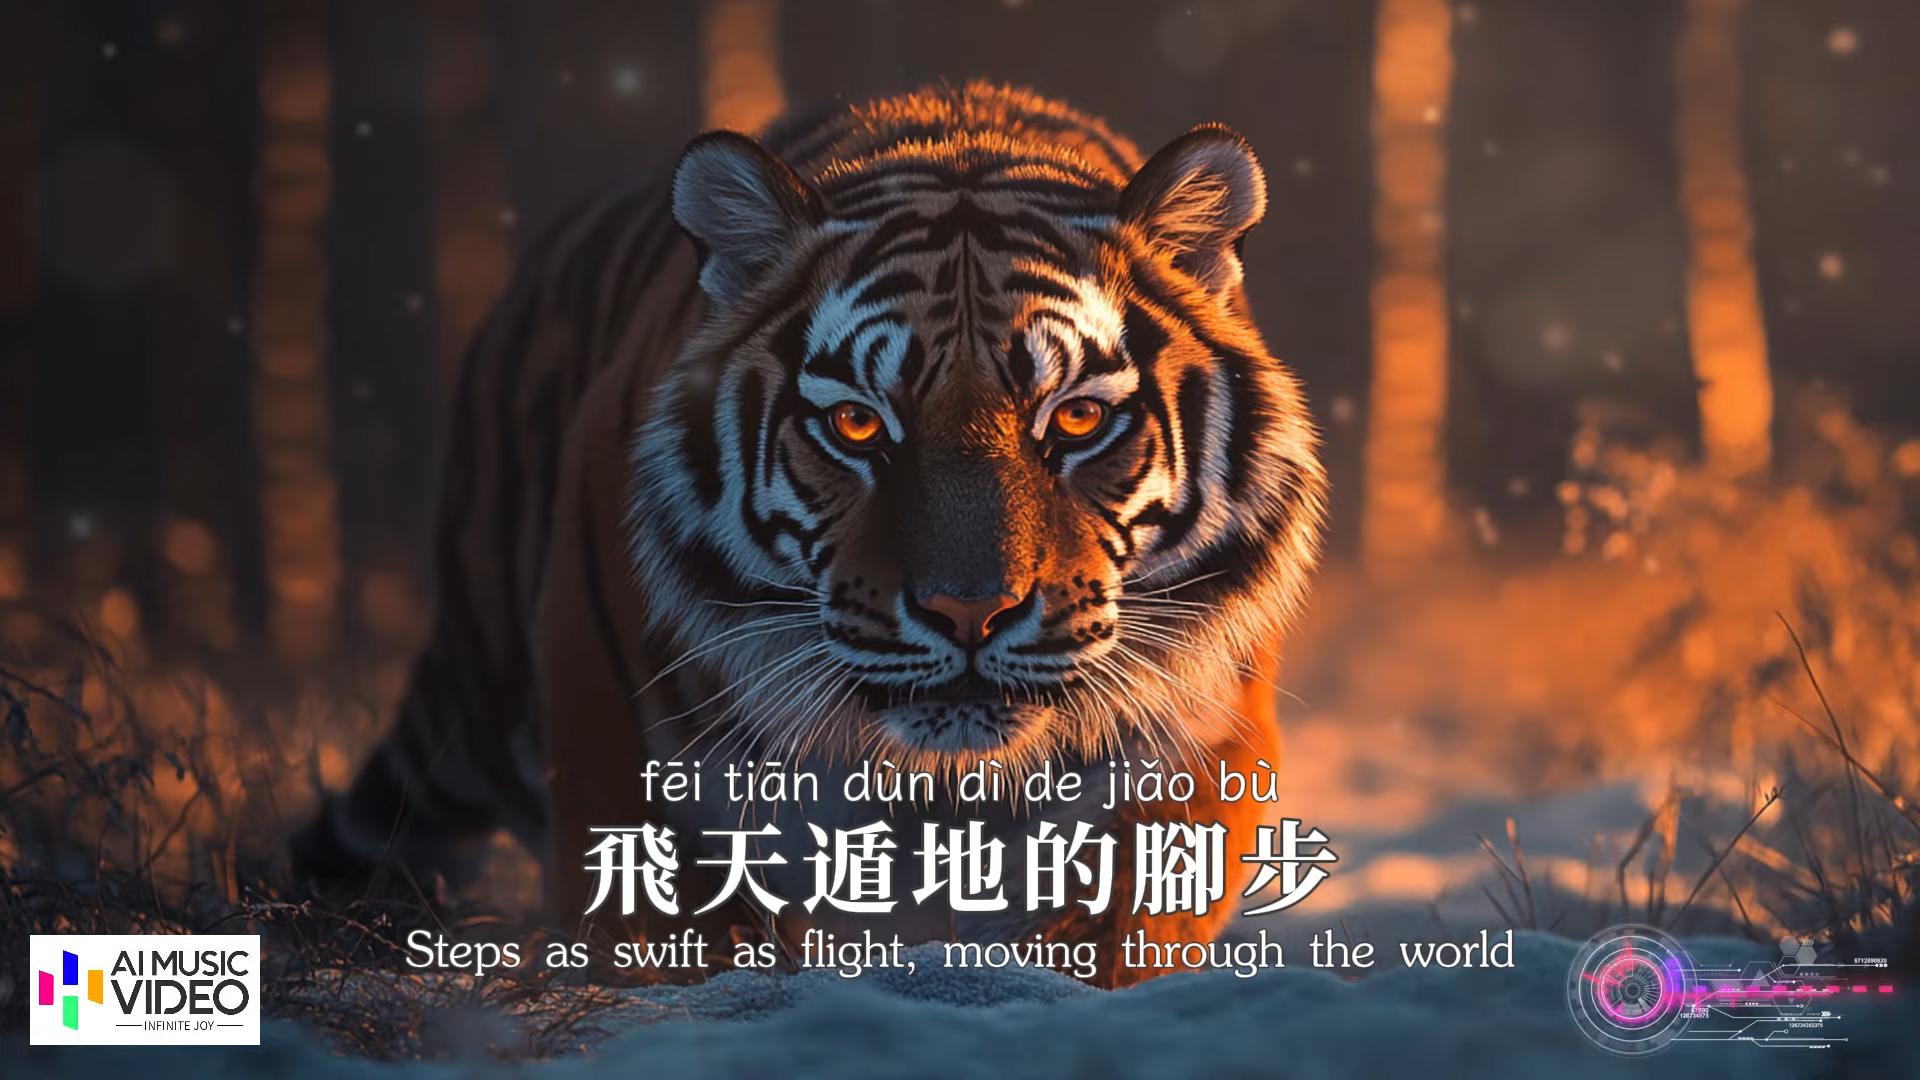 fēi tiān dùn dì de jiǎo bù
飛天遁地的腳步
Steps as swift as flight, moving through the world
AI MUSIC
VIDEO
INFINITE JOY
6712890920